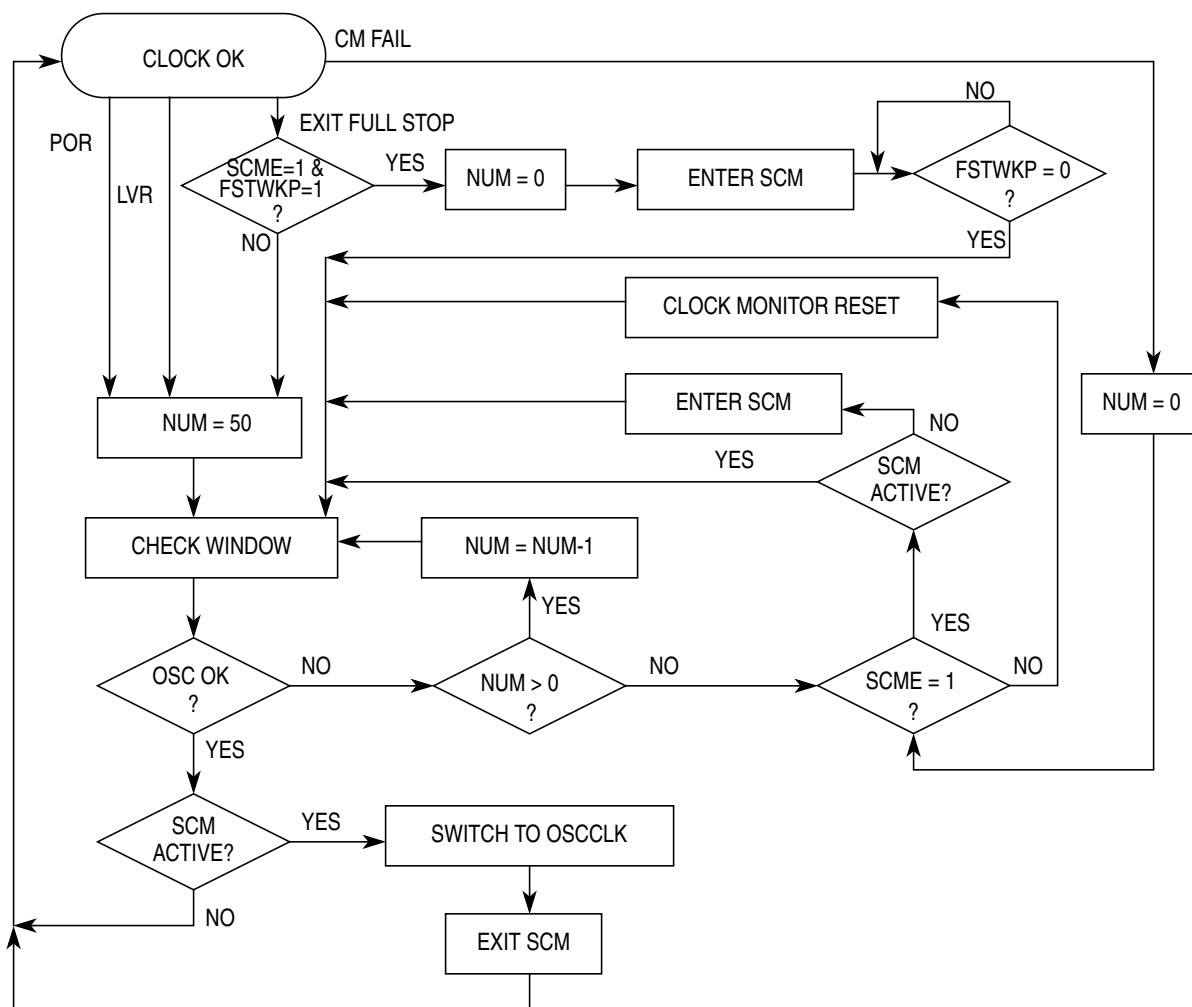 CLOCK OK
CM FAIL
POR
LVR
EXIT FULL STOP
SCME=1 &
FSTWKP=1
?
YES
NO
NUM = 0
ENTER SCM
NO
FSTWKP = 0
?
YES
CLOCK MONITOR RESET
ENTER SCM
NO
NUM = 0
NUM = 50
YES
SCM
ACTIVE?
CHECK WINDOW
NUM = NUM-1
YES
YES
OSC OK
?
NO
NUM > 0
?
NO
SCME = 1
?
NO
YES
SCM
ACTIVE?
YES
SWITCH TO OSCCLK
NO
EXIT SCM